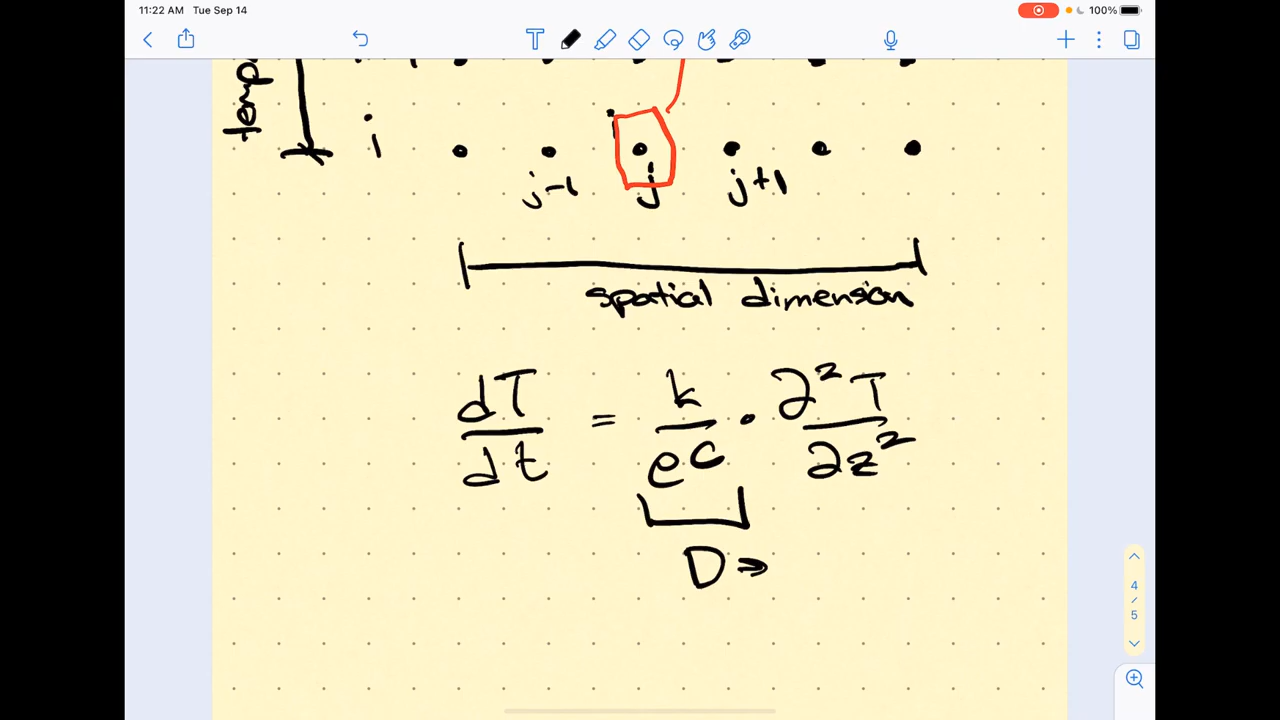 11:22 AM Tue Sep 14
100%
T
temp
i
j-1 j j+1
spatial dimension
dT/dt = k/ρC · ∂²T/∂z²
D ⇒
4
/
5